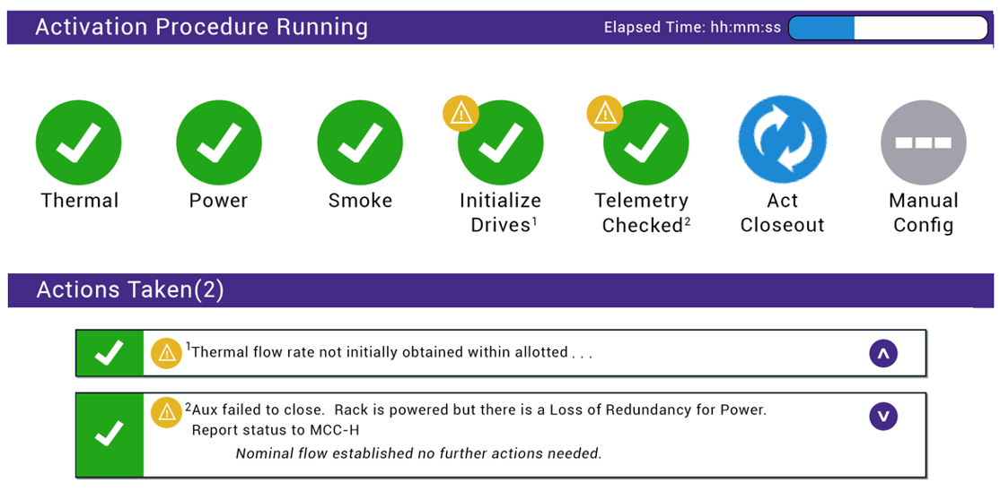 Activation Procedure Running
Elapsed Time: hh:mm:ss
Thermal
Power
Smoke
Initialize
Drives¹
Telemetry
Checked²
Act
Closeout
Manual
Config
Actions Taken(2)
¹Thermal flow rate not initially obtained within allotted . . .
²Aux failed to close. Rack is powered but there is a Loss of Redundancy for Power.
Report status to MCC-H
Nominal flow established no further actions needed.